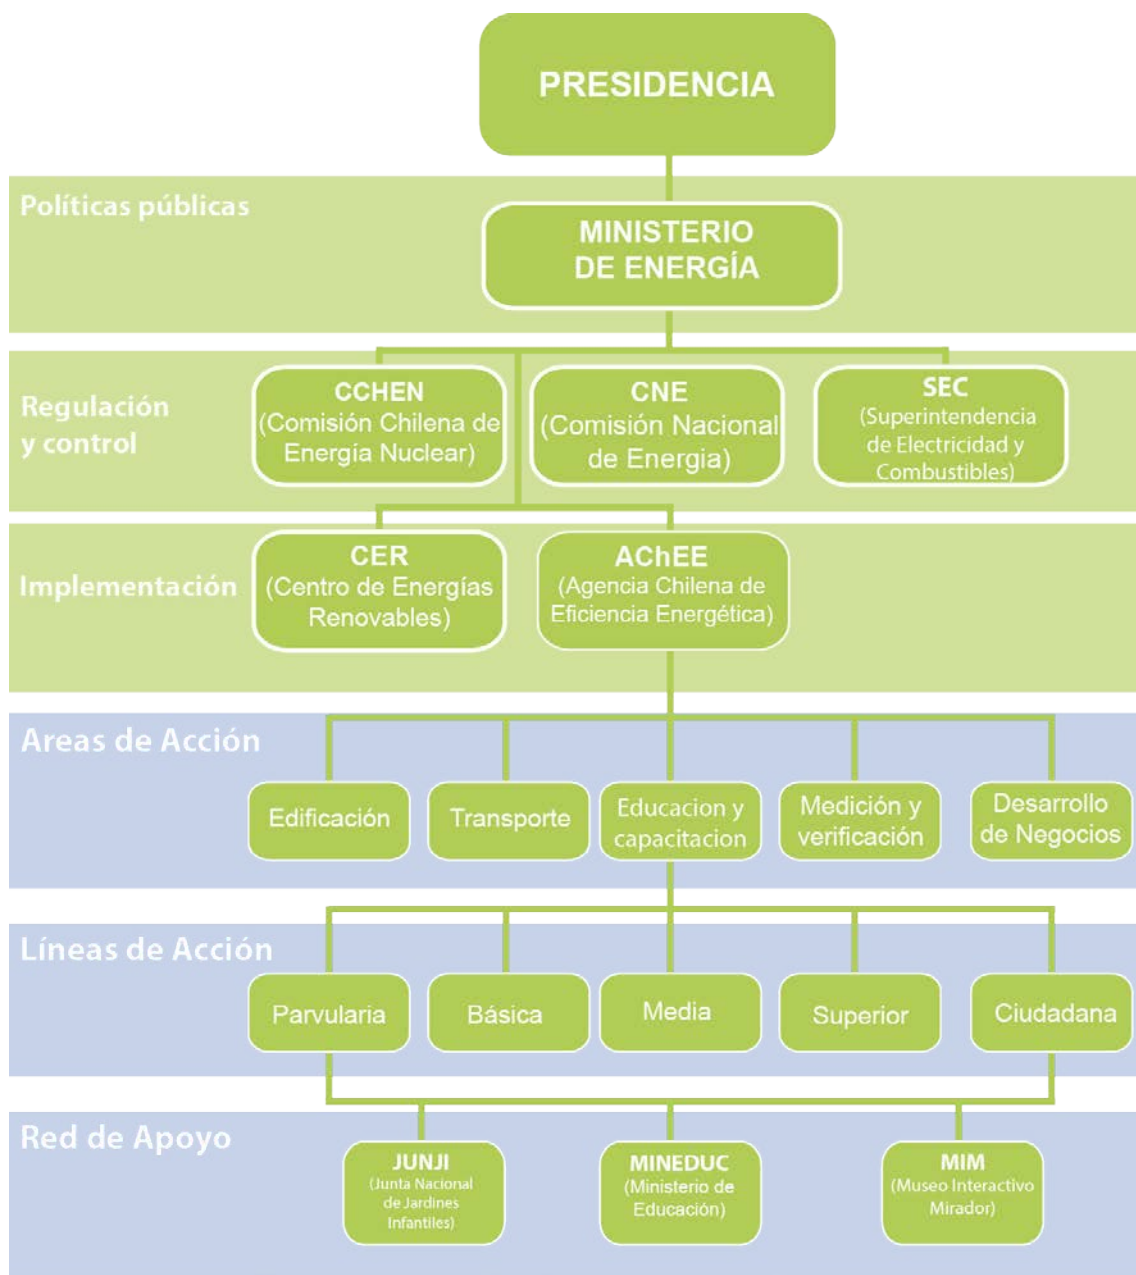 PRESIDENCIA
Políticas públicas
MINISTERIO
DE ENERGÍA
Regulación
y control
CCHEN
(Comisión Chilena de
Energía Nuclear)
CNE
(Comisión Nacional
de Energia)
SEC
(Superintendencia
de Electricidad y
Combustibles)
Implementación
CER
(Centro de Energías
Renovables)
AChEE
(Agencia Chilena de
Eficiencia Energética)
Areas de Acción
Edificación
Transporte
Educacion y
capacitacion
Medición y
verificación
Desarrollo
de Negocios
Líneas de Acción
Parvularia
Básica
Media
Superior
Ciudadana
Red de Apoyo
JUNJI
(Junta Nacional
de Jardines
Infantiles)
MINEDUC
(Ministerio de
Educación)
MIM
(Museo Interactivo
Mirador)